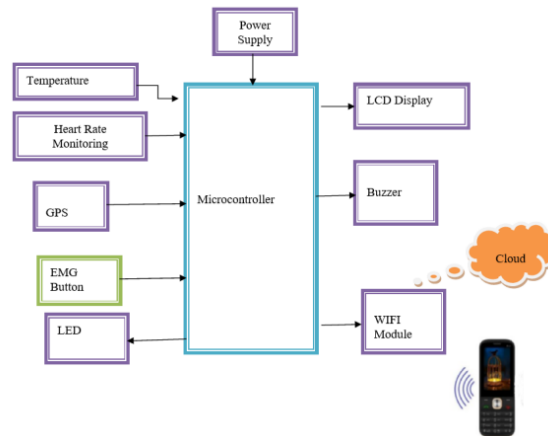 Power
Supply
Temperature
Heart Rate
Monitoring
GPS
EMG
Button
LED
Microcontroller
LCD Display
Buzzer
Cloud
WIFI
Module